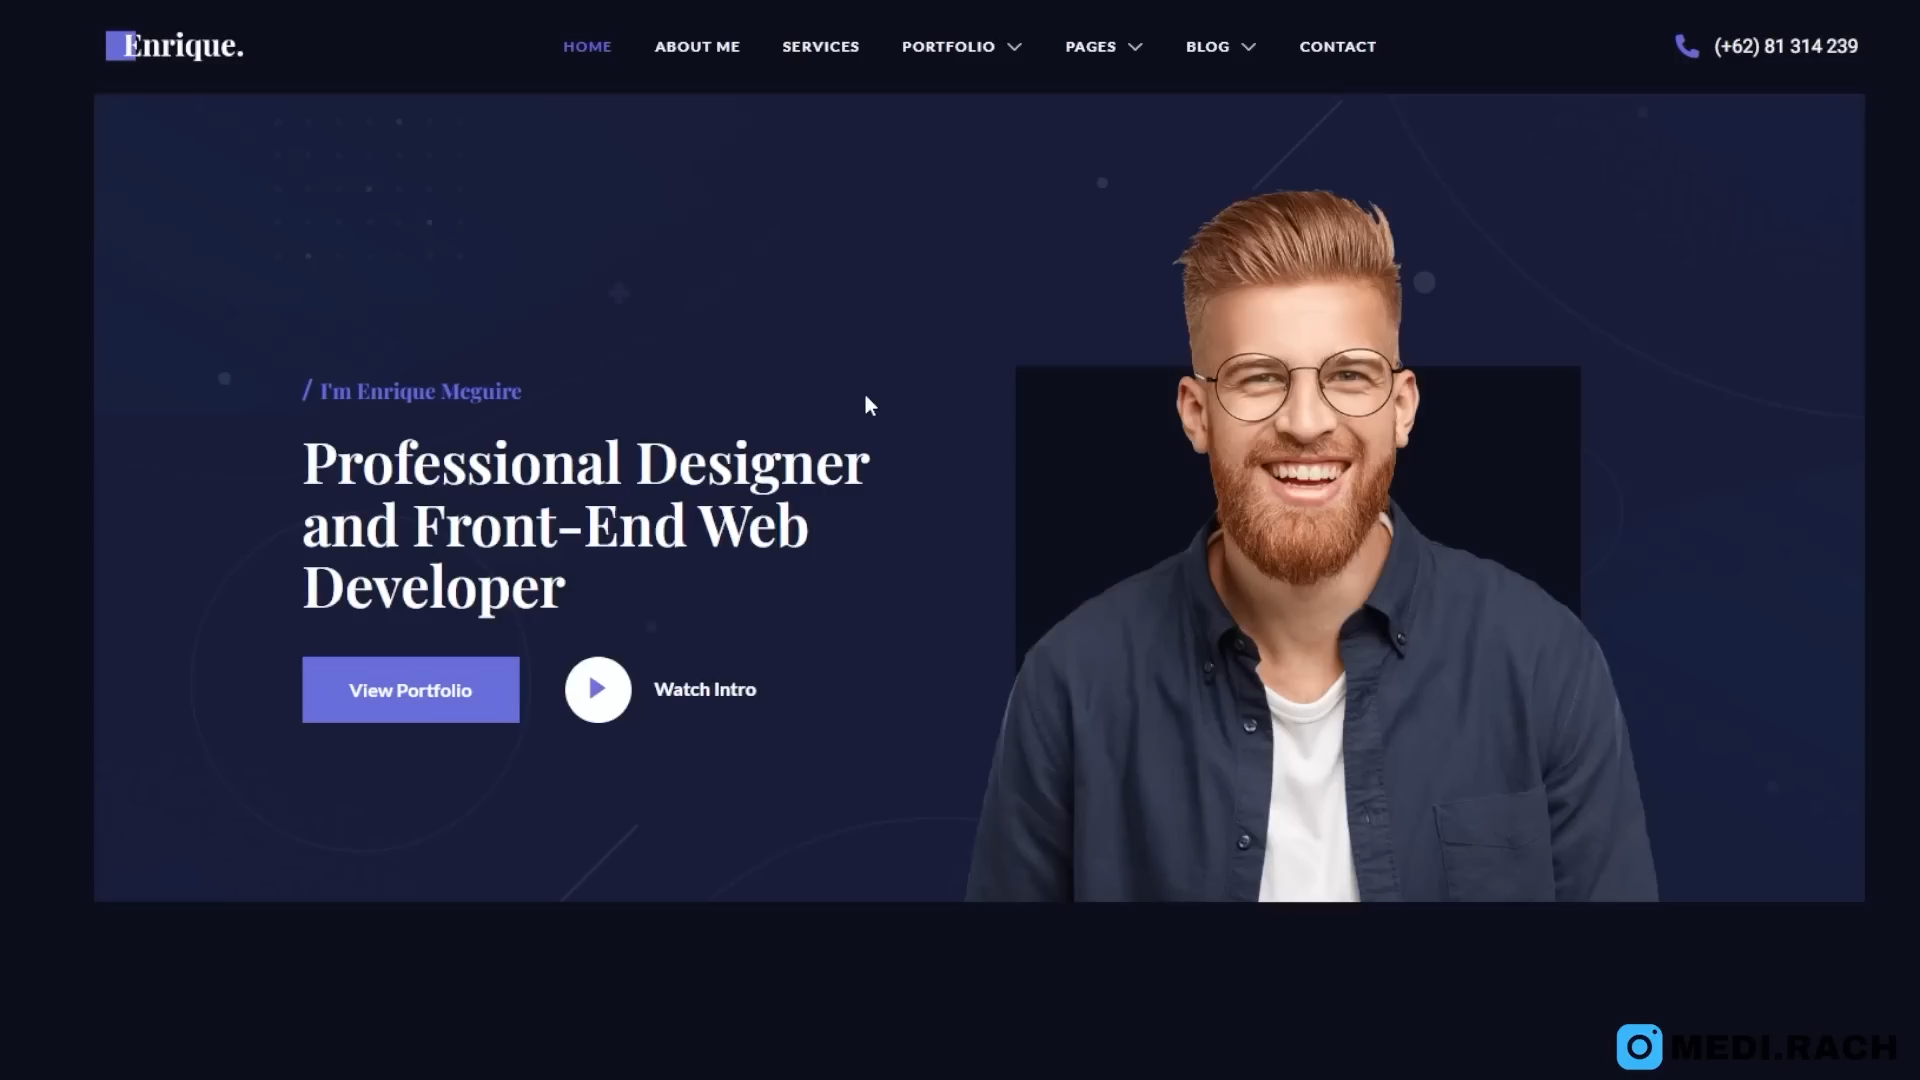 Enrique.
HOME
ABOUT ME
SERVICES
PORTFOLIO
PAGES
BLOG
CONTACT
(+62) 81 314 239
/ I'm Enrique Mcguire
Professional Designer
and Front-End Web
Developer
View Portfolio
Watch Intro
MEDI.RACH